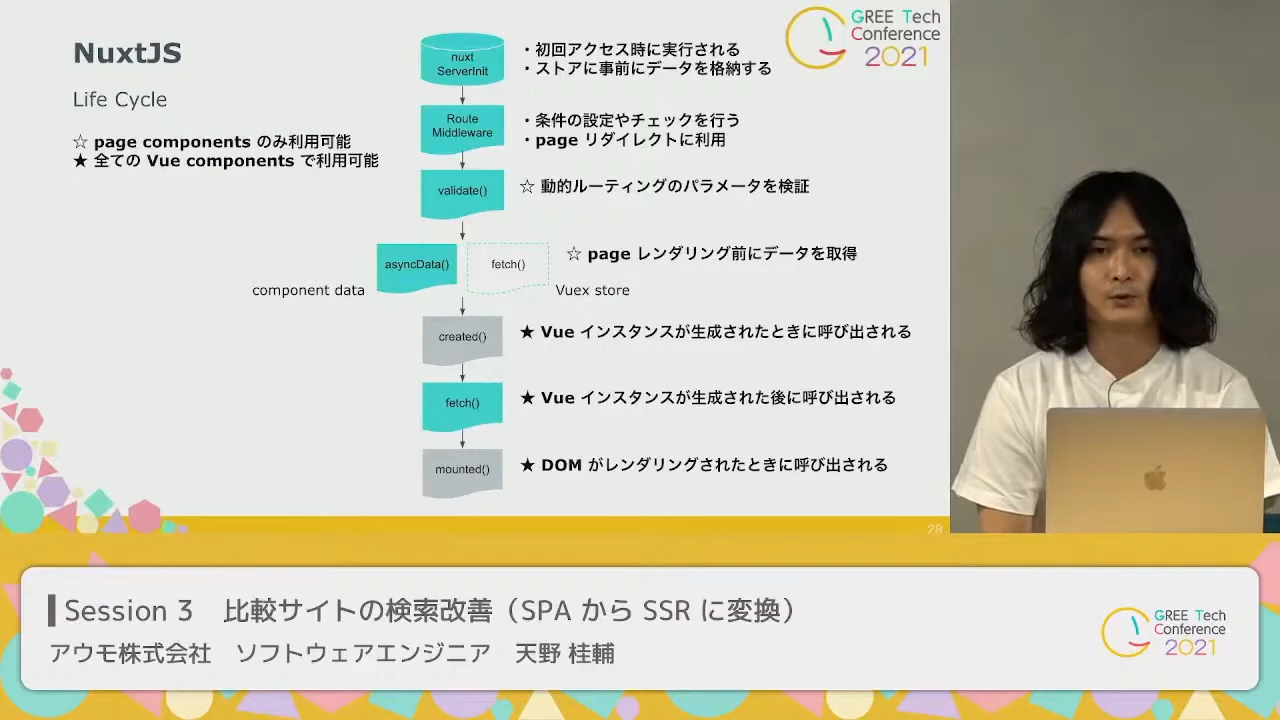 NuxtJS
Life Cycle
☆ page components のみ利用可能
★ 全ての Vue components で利用可能
nuxt
ServerInit
・初回アクセス時に実行される
・ストアに事前にデータを格納する
Route
Middleware
・条件の設定やチェックを行う
・page リダイレクトに利用
validate()
☆ 動的ルーティングのパラメータを検証
asyncData()
fetch()
☆ page レンダリング前にデータを取得
component data
Vuex store
created()
★ Vue インスタンスが生成されたときに呼び出される
fetch()
★ Vue インスタンスが生成された後に呼び出される
mounted()
★ DOM がレンダリングされたときに呼び出される
28
GREE Tech
Conference
2021
Session 3 比較サイトの検索改善（SPA から SSR に変換）
アウモ株式会社 ソフトウェアエンジニア 天野 桂輔
GREE Tech
Conference
2021